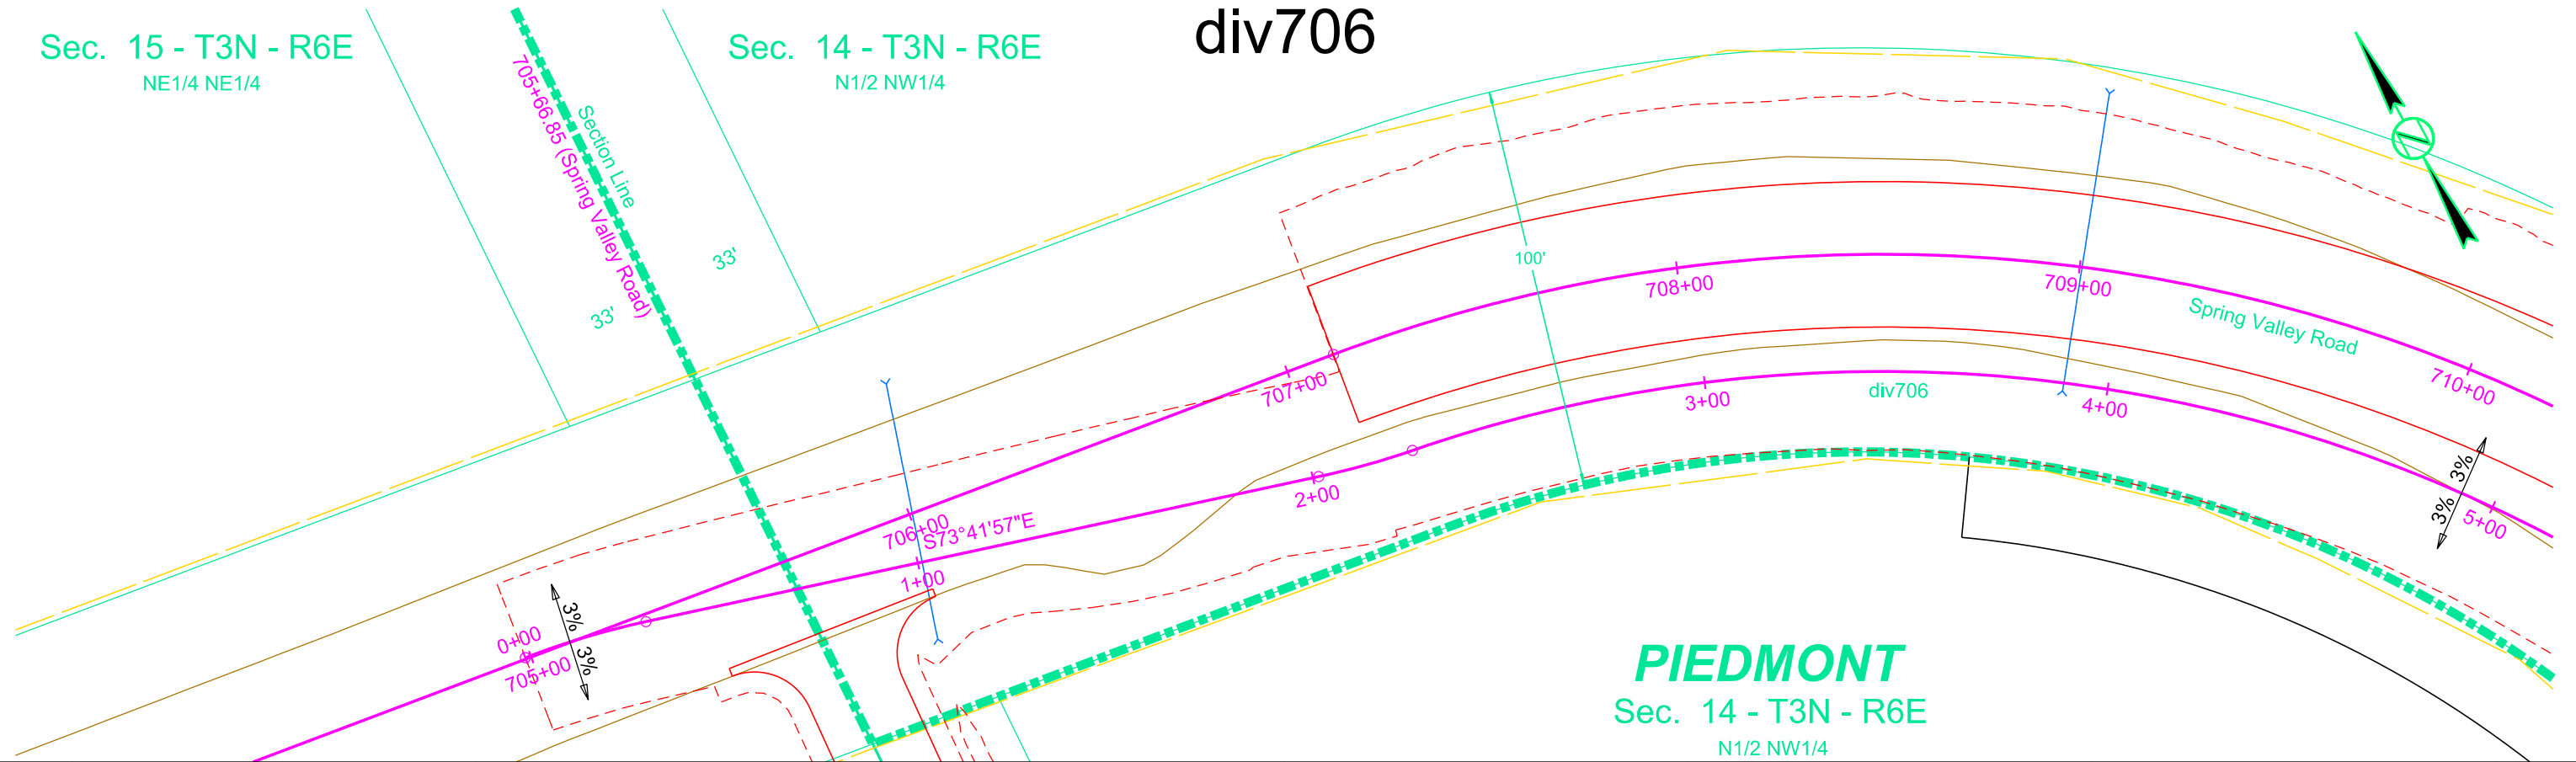 div706
Sec. 15 - T3N - R6E
NE1/4 NE1/4
Sec. 14 - T3N - R6E
N1/2 NW1/4
705+66.85 (Spring Valley Road)
Section Line
33'
33'
100'
708+00
709+00
Spring Valley Road
710+00
707+00
div706
3+00
4+00
5+00
3%
3%
2+00
706+00
S73°41'57"E
1+00
0+00
705+00
3%
3%
PIEDMONT
Sec. 14 - T3N - R6E
N1/2 NW1/4